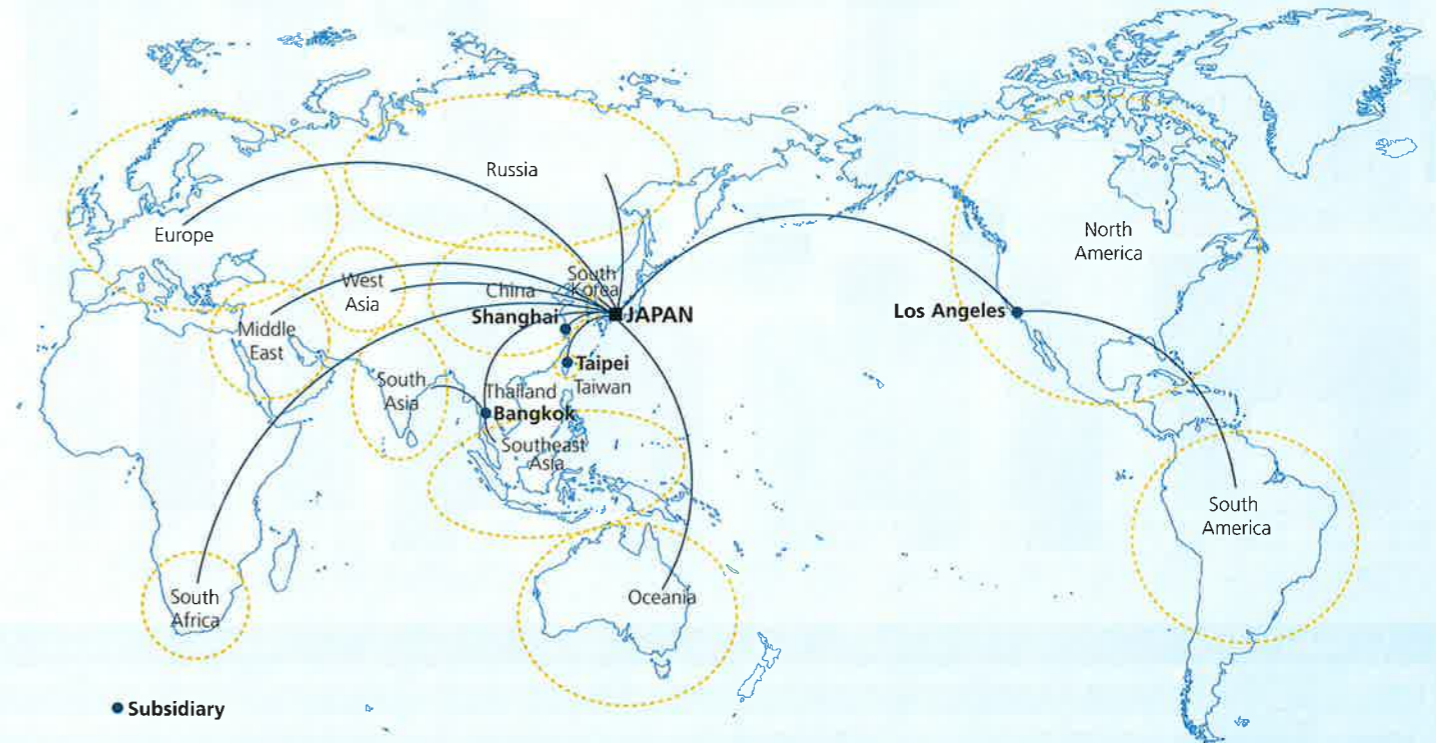 Russia
Europe
North
America
West
Asia
South
Korea
China
Shanghai
JAPAN
Los Angeles
Middle
East
Taipei
Taiwan
South
Asia
Thailand
Bangkok
Southeast
Asia
South
America
South
Africa
Oceania
Subsidiary